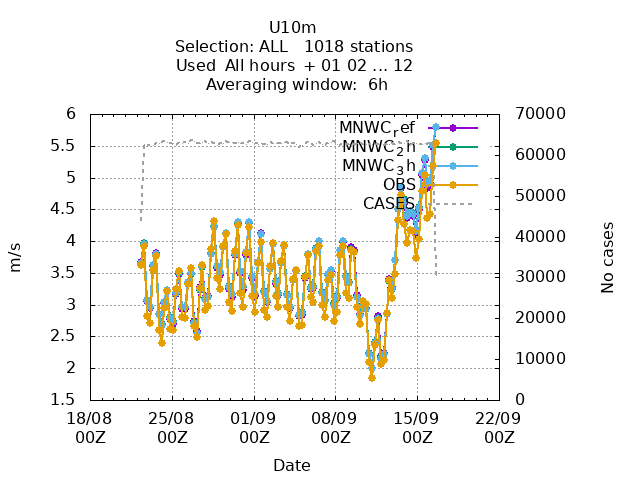 U10m
Selection: ALL 1018 stations
Used All hours + 01 02 ... 12
Averaging window: 6h
6
5.5
5
4.5
4
3.5
3
2.5
2
1.5
70000
60000
50000
40000
30000
20000
10000
0
m/s
No cases
MNWCref
MNWC2h
MNWC3h
OBS
CASES
18/08 00Z
25/08 00Z
01/09 00Z
08/09 00Z
15/09 00Z
22/09 00Z
Date